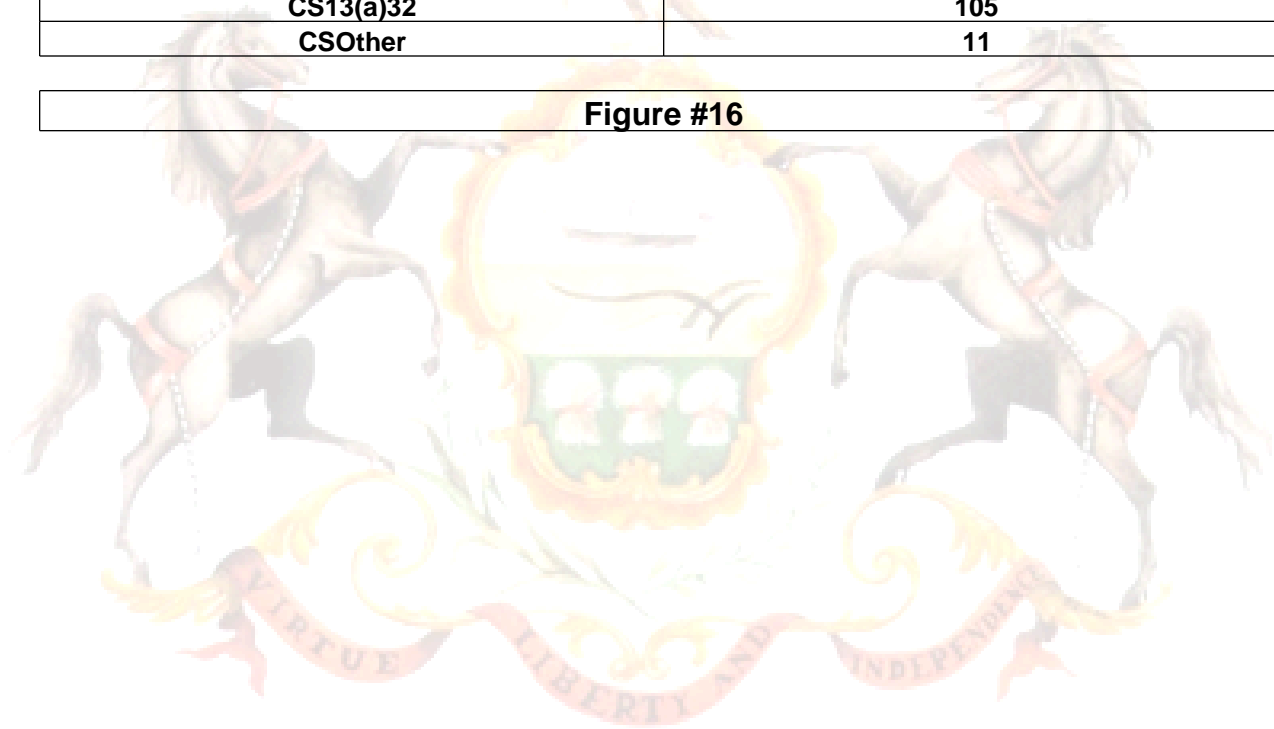 CS13(a)32 105
CSOther 11
Figure #16
VIRTUE LIBERTY AND INDEPENDENCE